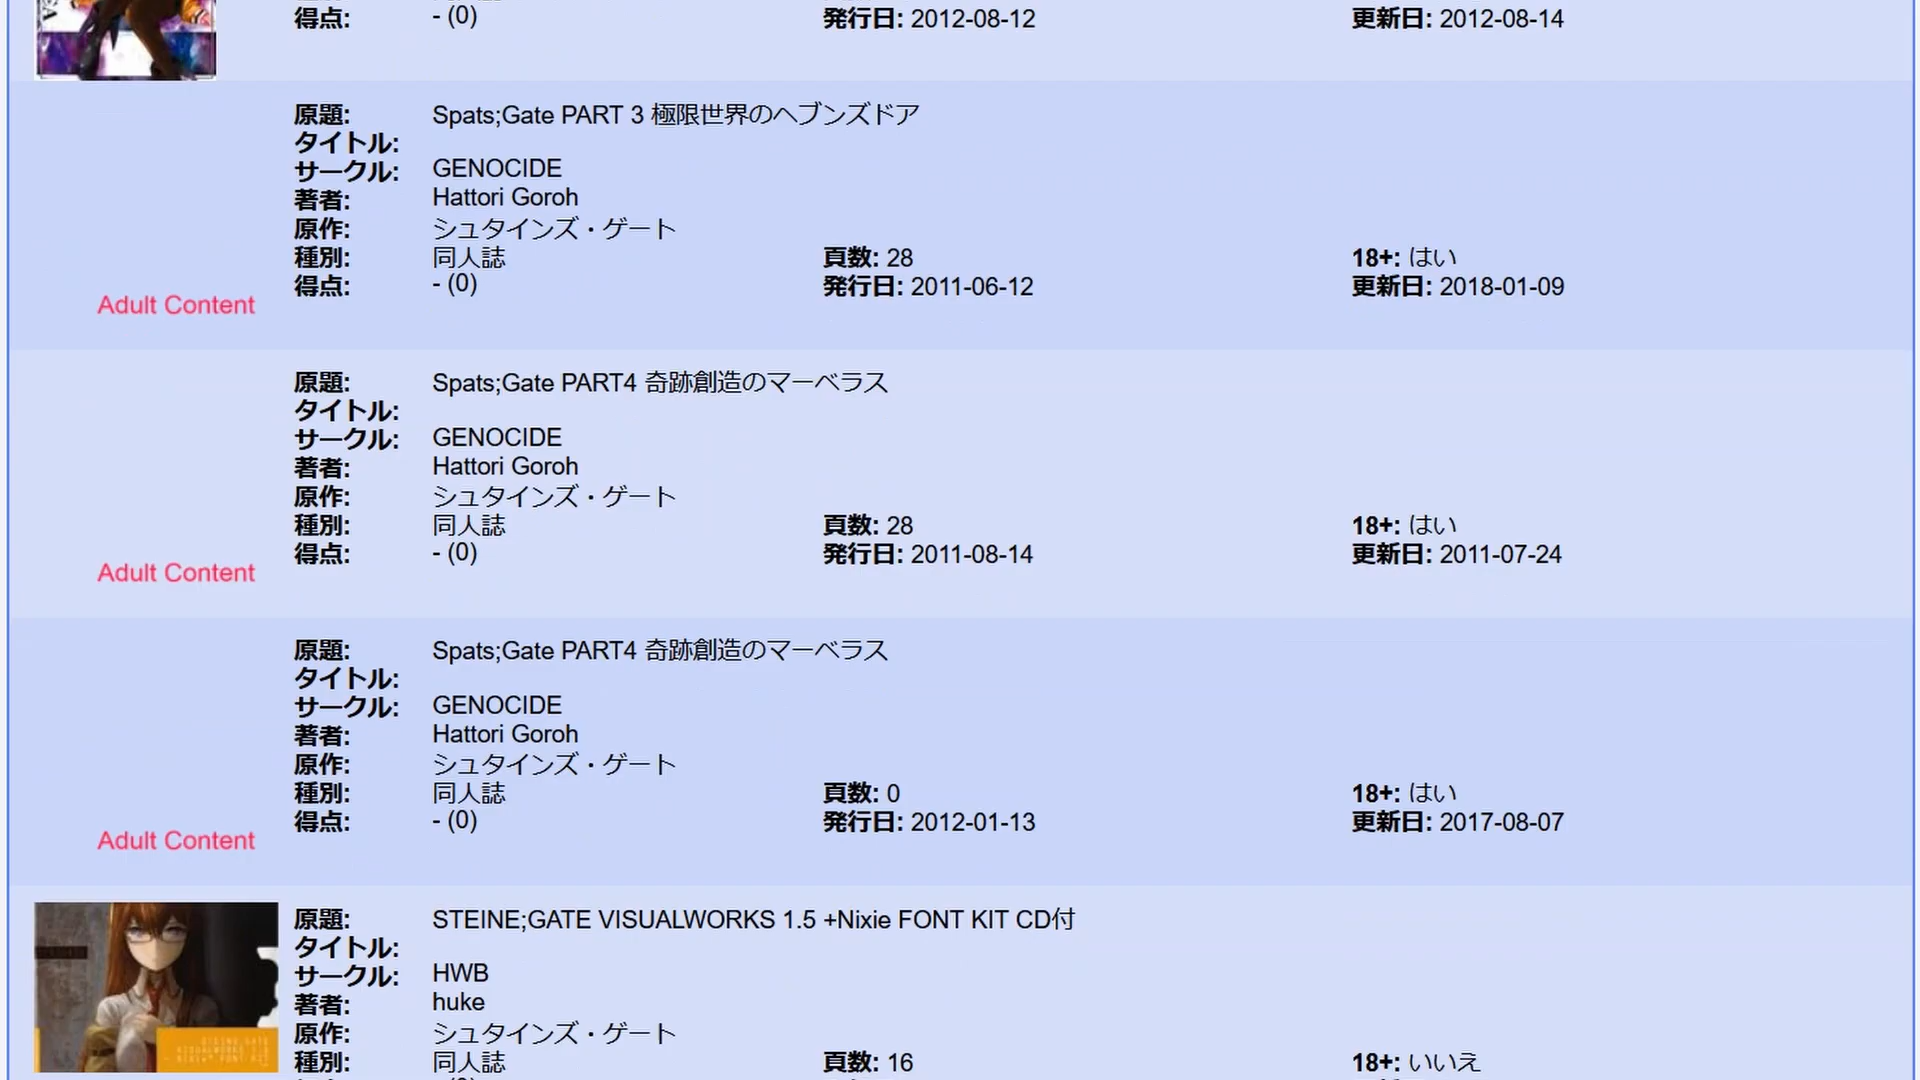 得点: - (0) 発行日: 2012-08-12 更新日: 2012-08-14
原題: Spats;Gate PART 3 極限世界のヘブンズドア
タイトル:
サークル: GENOCIDE
著者: Hattori Goroh
原作: シュタインズ・ゲート
種別: 同人誌 頁数: 28 18+: はい
得点: - (0) 発行日: 2011-06-12 更新日: 2018-01-09
Adult Content
原題: Spats;Gate PART4 奇跡創造のマーベラス
タイトル:
サークル: GENOCIDE
著者: Hattori Goroh
原作: シュタインズ・ゲート
種別: 同人誌 頁数: 28 18+: はい
得点: - (0) 発行日: 2011-08-14 更新日: 2011-07-24
Adult Content
原題: Spats;Gate PART4 奇跡創造のマーベラス
タイトル:
サークル: GENOCIDE
著者: Hattori Goroh
原作: シュタインズ・ゲート
種別: 同人誌 頁数: 0 18+: はい
得点: - (0) 発行日: 2012-01-13 更新日: 2017-08-07
Adult Content
原題: STEINE;GATE VISUALWORKS 1.5 +Nixie FONT KIT CD付
タイトル:
サークル: HWB
著者: huke
原作: シュタインズ・ゲート
種別: 同人誌 頁数: 16 18+: いいえ